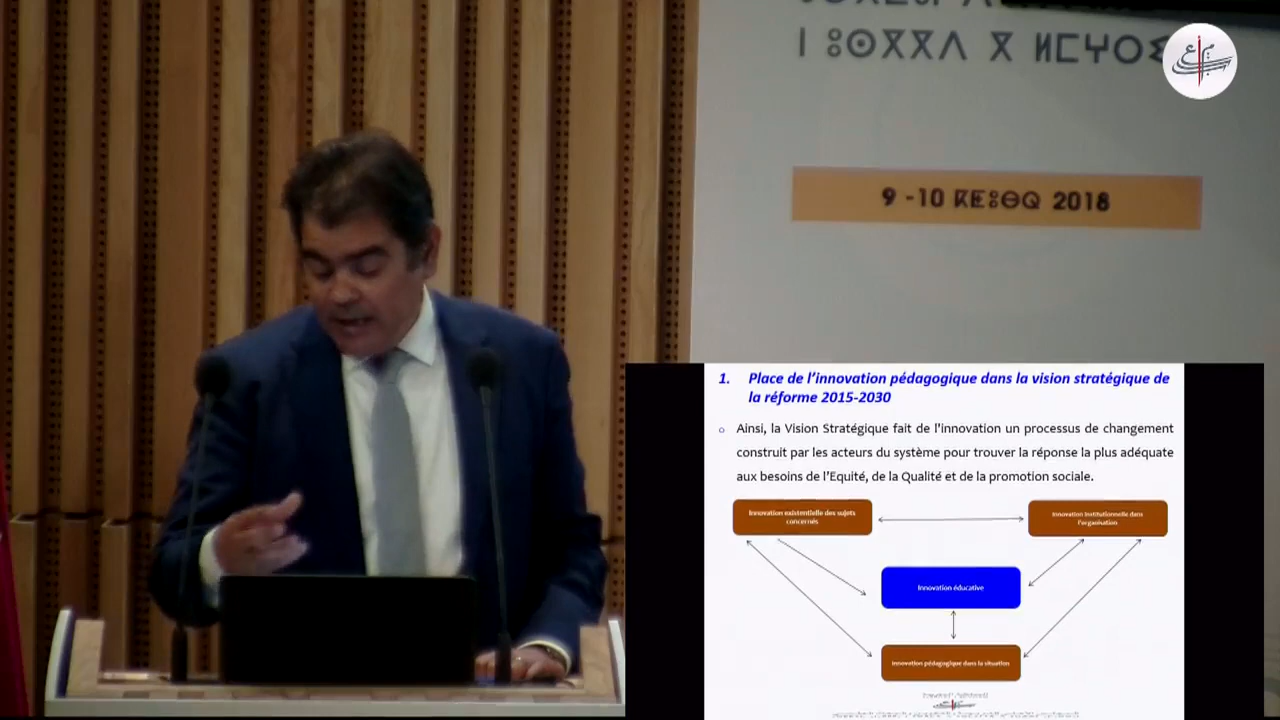 ⵏ ⵓⵙⴳⴳⴷ ⴳ ⵍⵎⵖⵔⵉ
9 -10 ⴽⵟⵓⴱⵕ 2018
1. Place de l'innovation pédagogique dans la vision stratégique de
la réforme 2015-2030
o Ainsi, la Vision Stratégique fait de l'innovation un processus de changement
construit par les acteurs du système pour trouver la réponse la plus adéquate
aux besoins de l'Equité, de la Qualité et de la promotion sociale.
Innovation existentielle des sujets
concernés
Innovation institutionnelle dans
l'organisation
Innovation éducative
Innovation pédagogique dans la situation